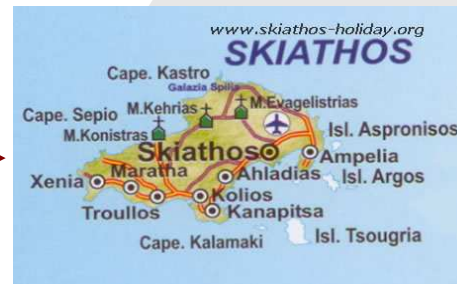 www.skiathos-holiday.org
SKIATHOS
Cape. Kastro
Galazia Spilia
Cape. Sepio
M.Kehrias
M.Evagelistrias
M.Konistras
Isl. Aspronisos
Skiathos
Ampelia
Maratha
Ahladias
Isl. Argos
Xenia
Kolios
Troullos
Kanapitsa
Cape. Kalamaki
Isl. Tsougria